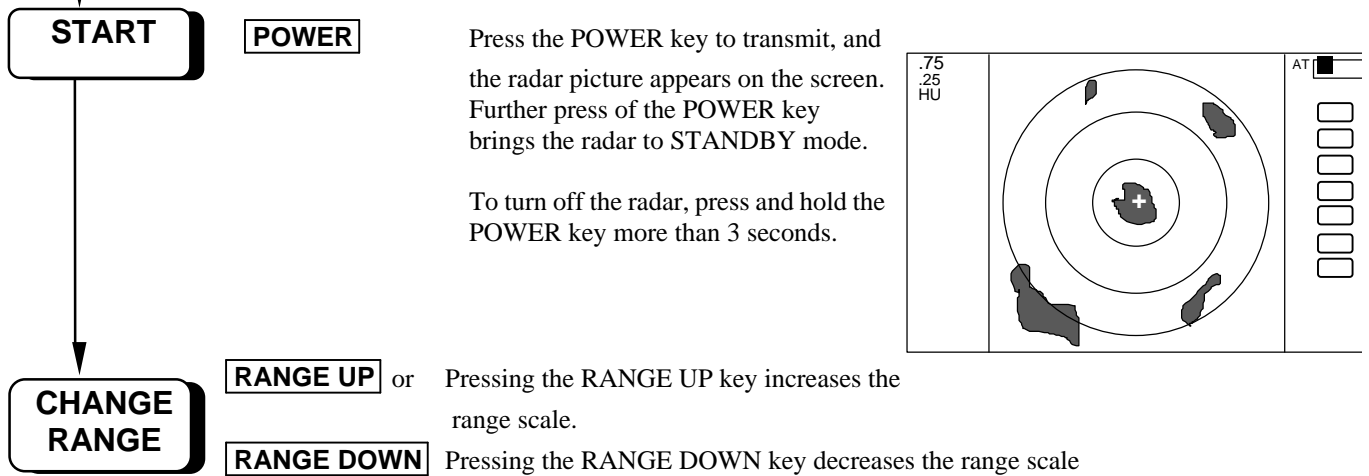 START
POWER
Press the POWER key to transmit, and
the radar picture appears on the screen.
Further press of the POWER key
brings the radar to STANDBY mode.
To turn off the radar, press and hold the
POWER key more than 3 seconds.
.75
.25
HU
AT
CHANGE
RANGE
RANGE UP or Pressing the RANGE UP key increases the
range scale.
RANGE DOWN Pressing the RANGE DOWN key decreases the range scale